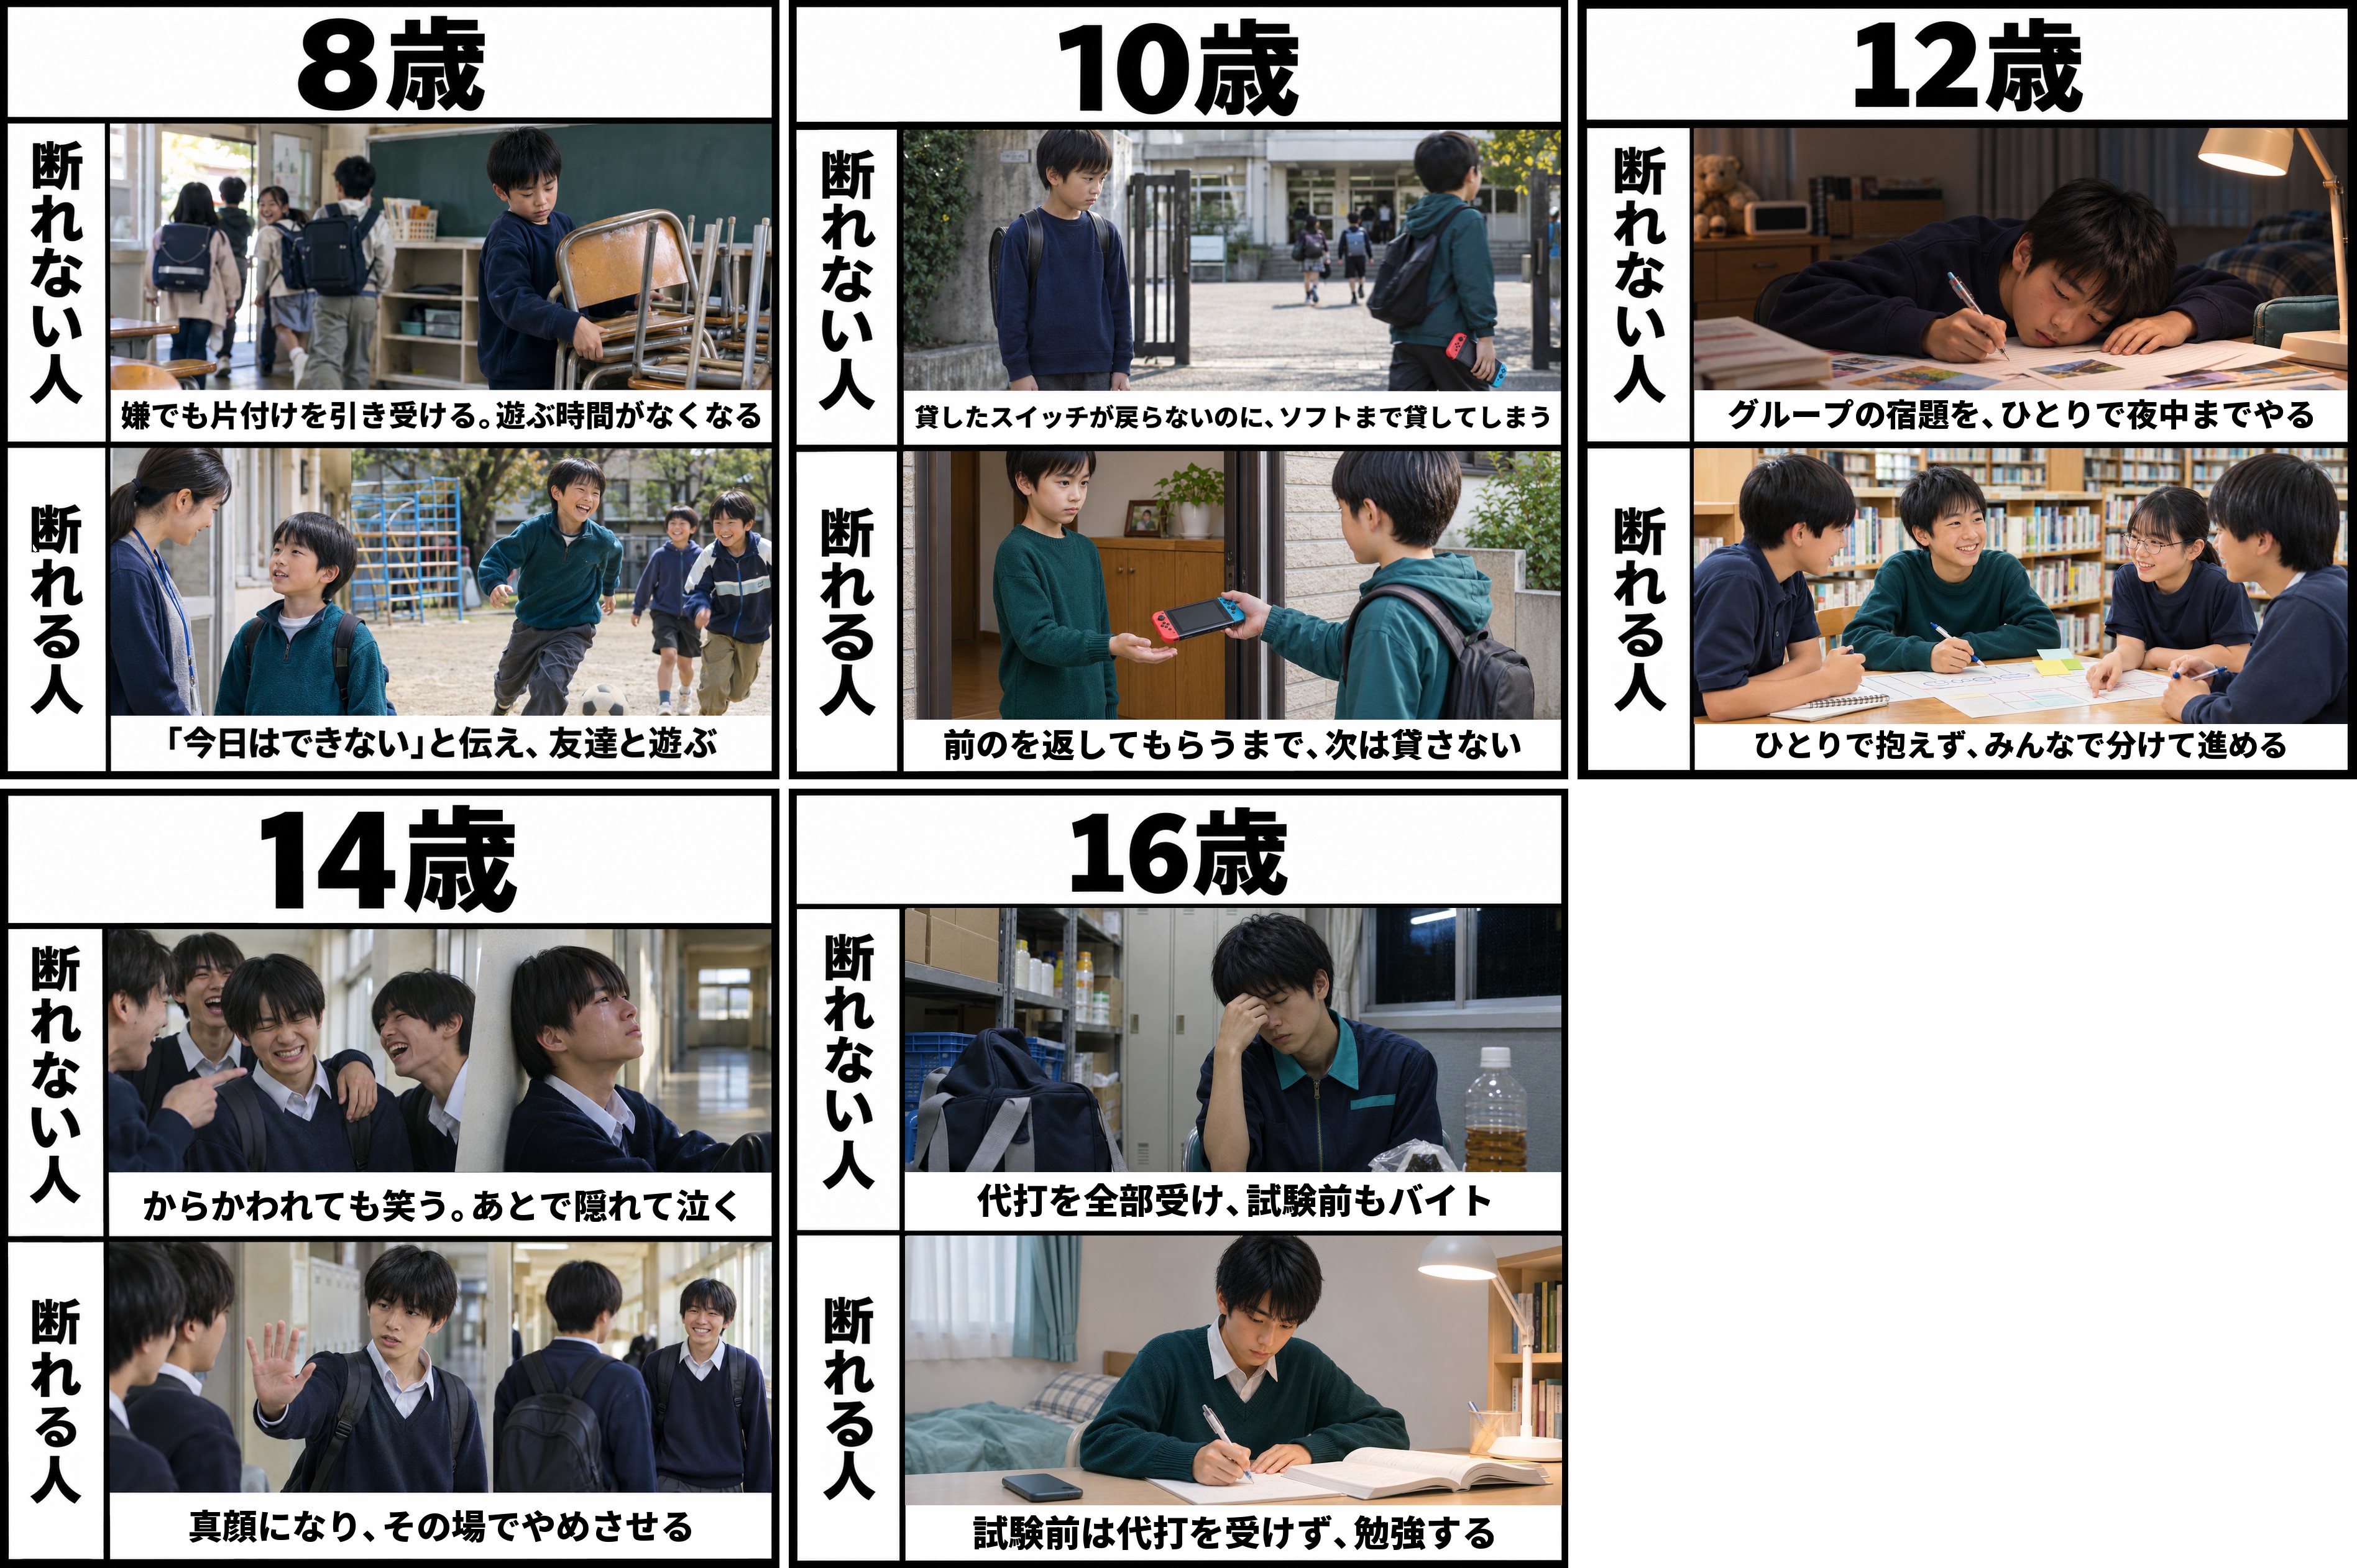 8歳
断れない人
嫌でも片付けを引き受ける。遊ぶ時間がなくなる
断れる人
「今日はできない」と伝え、友達と遊ぶ
10歳
断れない人
貸したスイッチが戻らないのに、ソフトまで貸してしまう
断れる人
前のを返してもらうまで、次は貸さない
12歳
断れない人
グループの宿題を、ひとりで夜中までやる
断れる人
ひとりで抱えず、みんなで分けて進める
14歳
断れない人
からかわれても笑う。あとで隠れて泣く
断れる人
真顔になり、その場でやめさせる
16歳
断れない人
代打を全部受け、試験前もバイト
断れる人
試験前は代打を受けず、勉強する